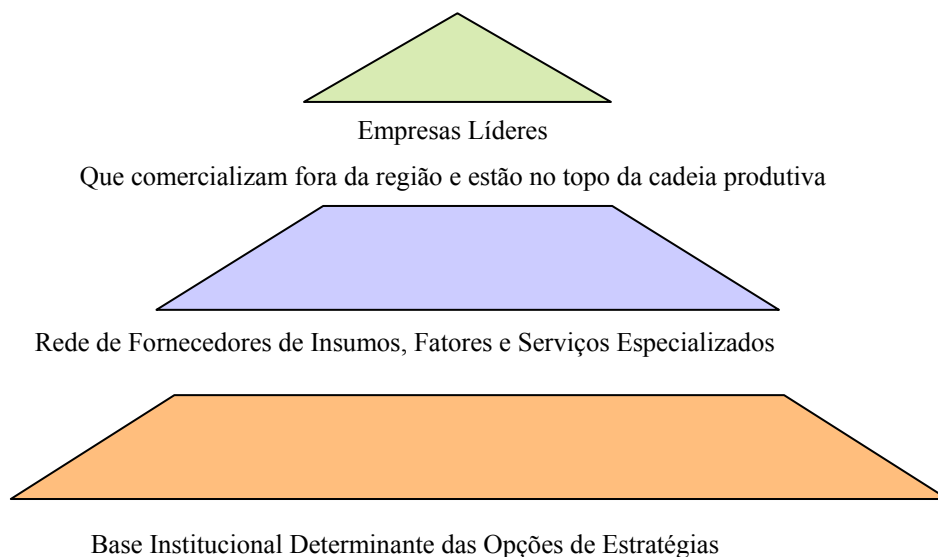 Empresas Líderes
Que comercializam fora da região e estão no topo da cadeia produtiva
Rede de Fornecedores de Insumos, Fatores e Serviços Especializados
Base Institucional Determinante das Opções de Estratégias